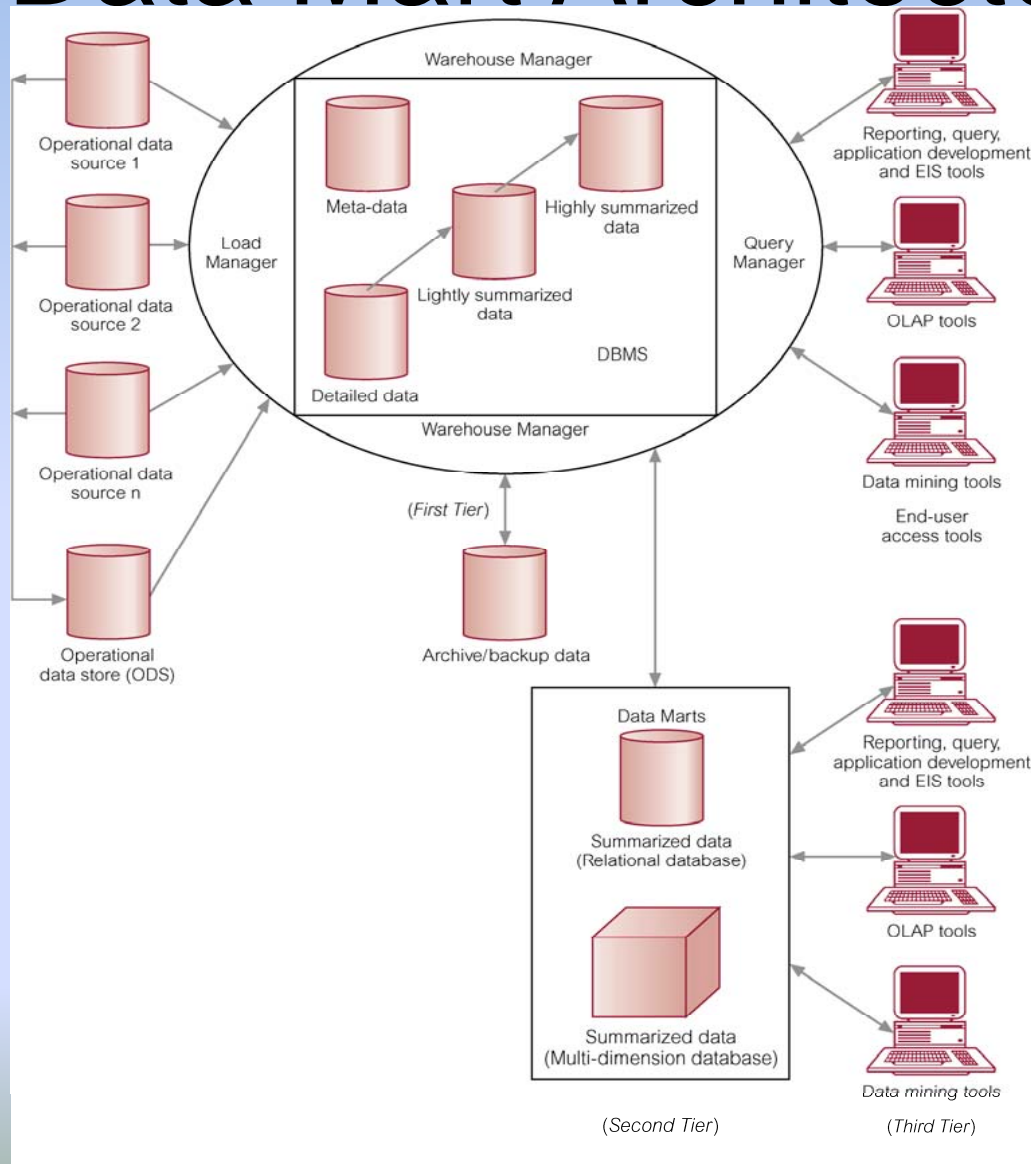 Data Mart Architect
Warehouse Manager
Operational data
source 1
Meta-data
Highly summarized
data
Reporting, query,
application development
and EIS tools
Load
Manager
Query
Manager
Operational data
source 2
Lightly summarized
data
OLAP tools
DBMS
Detailed data
Warehouse Manager
Operational data
source n
Data mining tools
(First Tier)
End-user
access tools
Operational
data store (ODS)
Archive/backup data
Data Marts
Reporting, query,
application development
and EIS tools
Summarized data
(Relational database)
OLAP tools
Summarized data
(Multi-dimension database)
Data mining tools
(Second Tier)
(Third Tier)